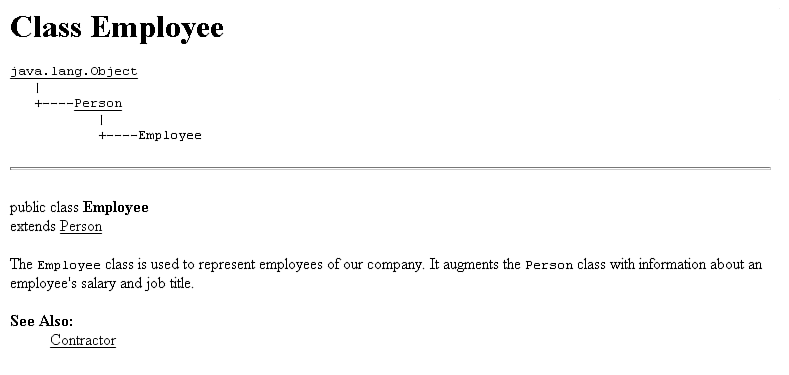 Class Employee
java.lang.Object
|
+----Person
|
+----Employee
public class Employee
extends Person
The Employee class is used to represent employees of our company. It augments the Person class with information about an
employee's salary and job title.
See Also:
Contractor